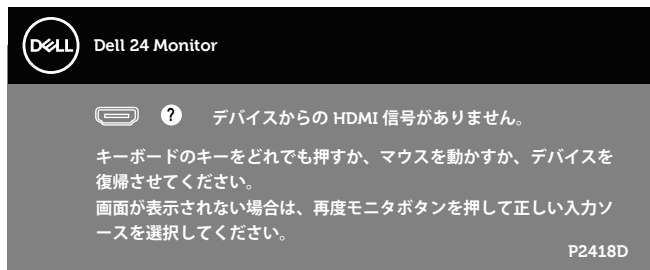 DELL
Dell 24 Monitor
? デバイスからの HDMI 信号がありません。
キーボードのキーをどれでも押すか、マウスを動かすか、デバイスを
復帰させてください。
画面が表示されない場合は、再度モニタボタンを押して正しい入力ソ
ースを選択してください。
P2418D